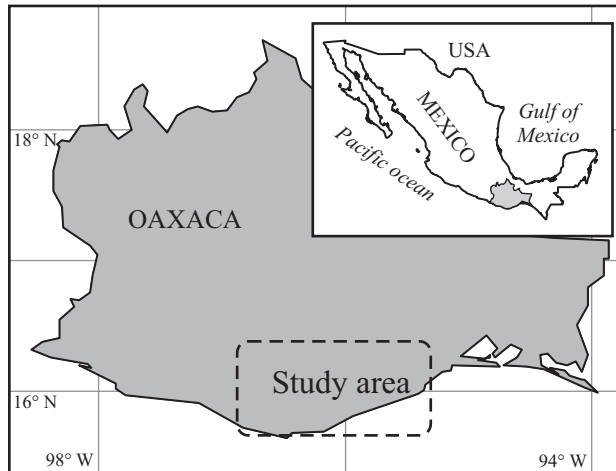 USA
MEXICO
Gulf of
Mexico
Pacific ocean
18° N
OAXACA
Study area
16° N
98° W
94° W